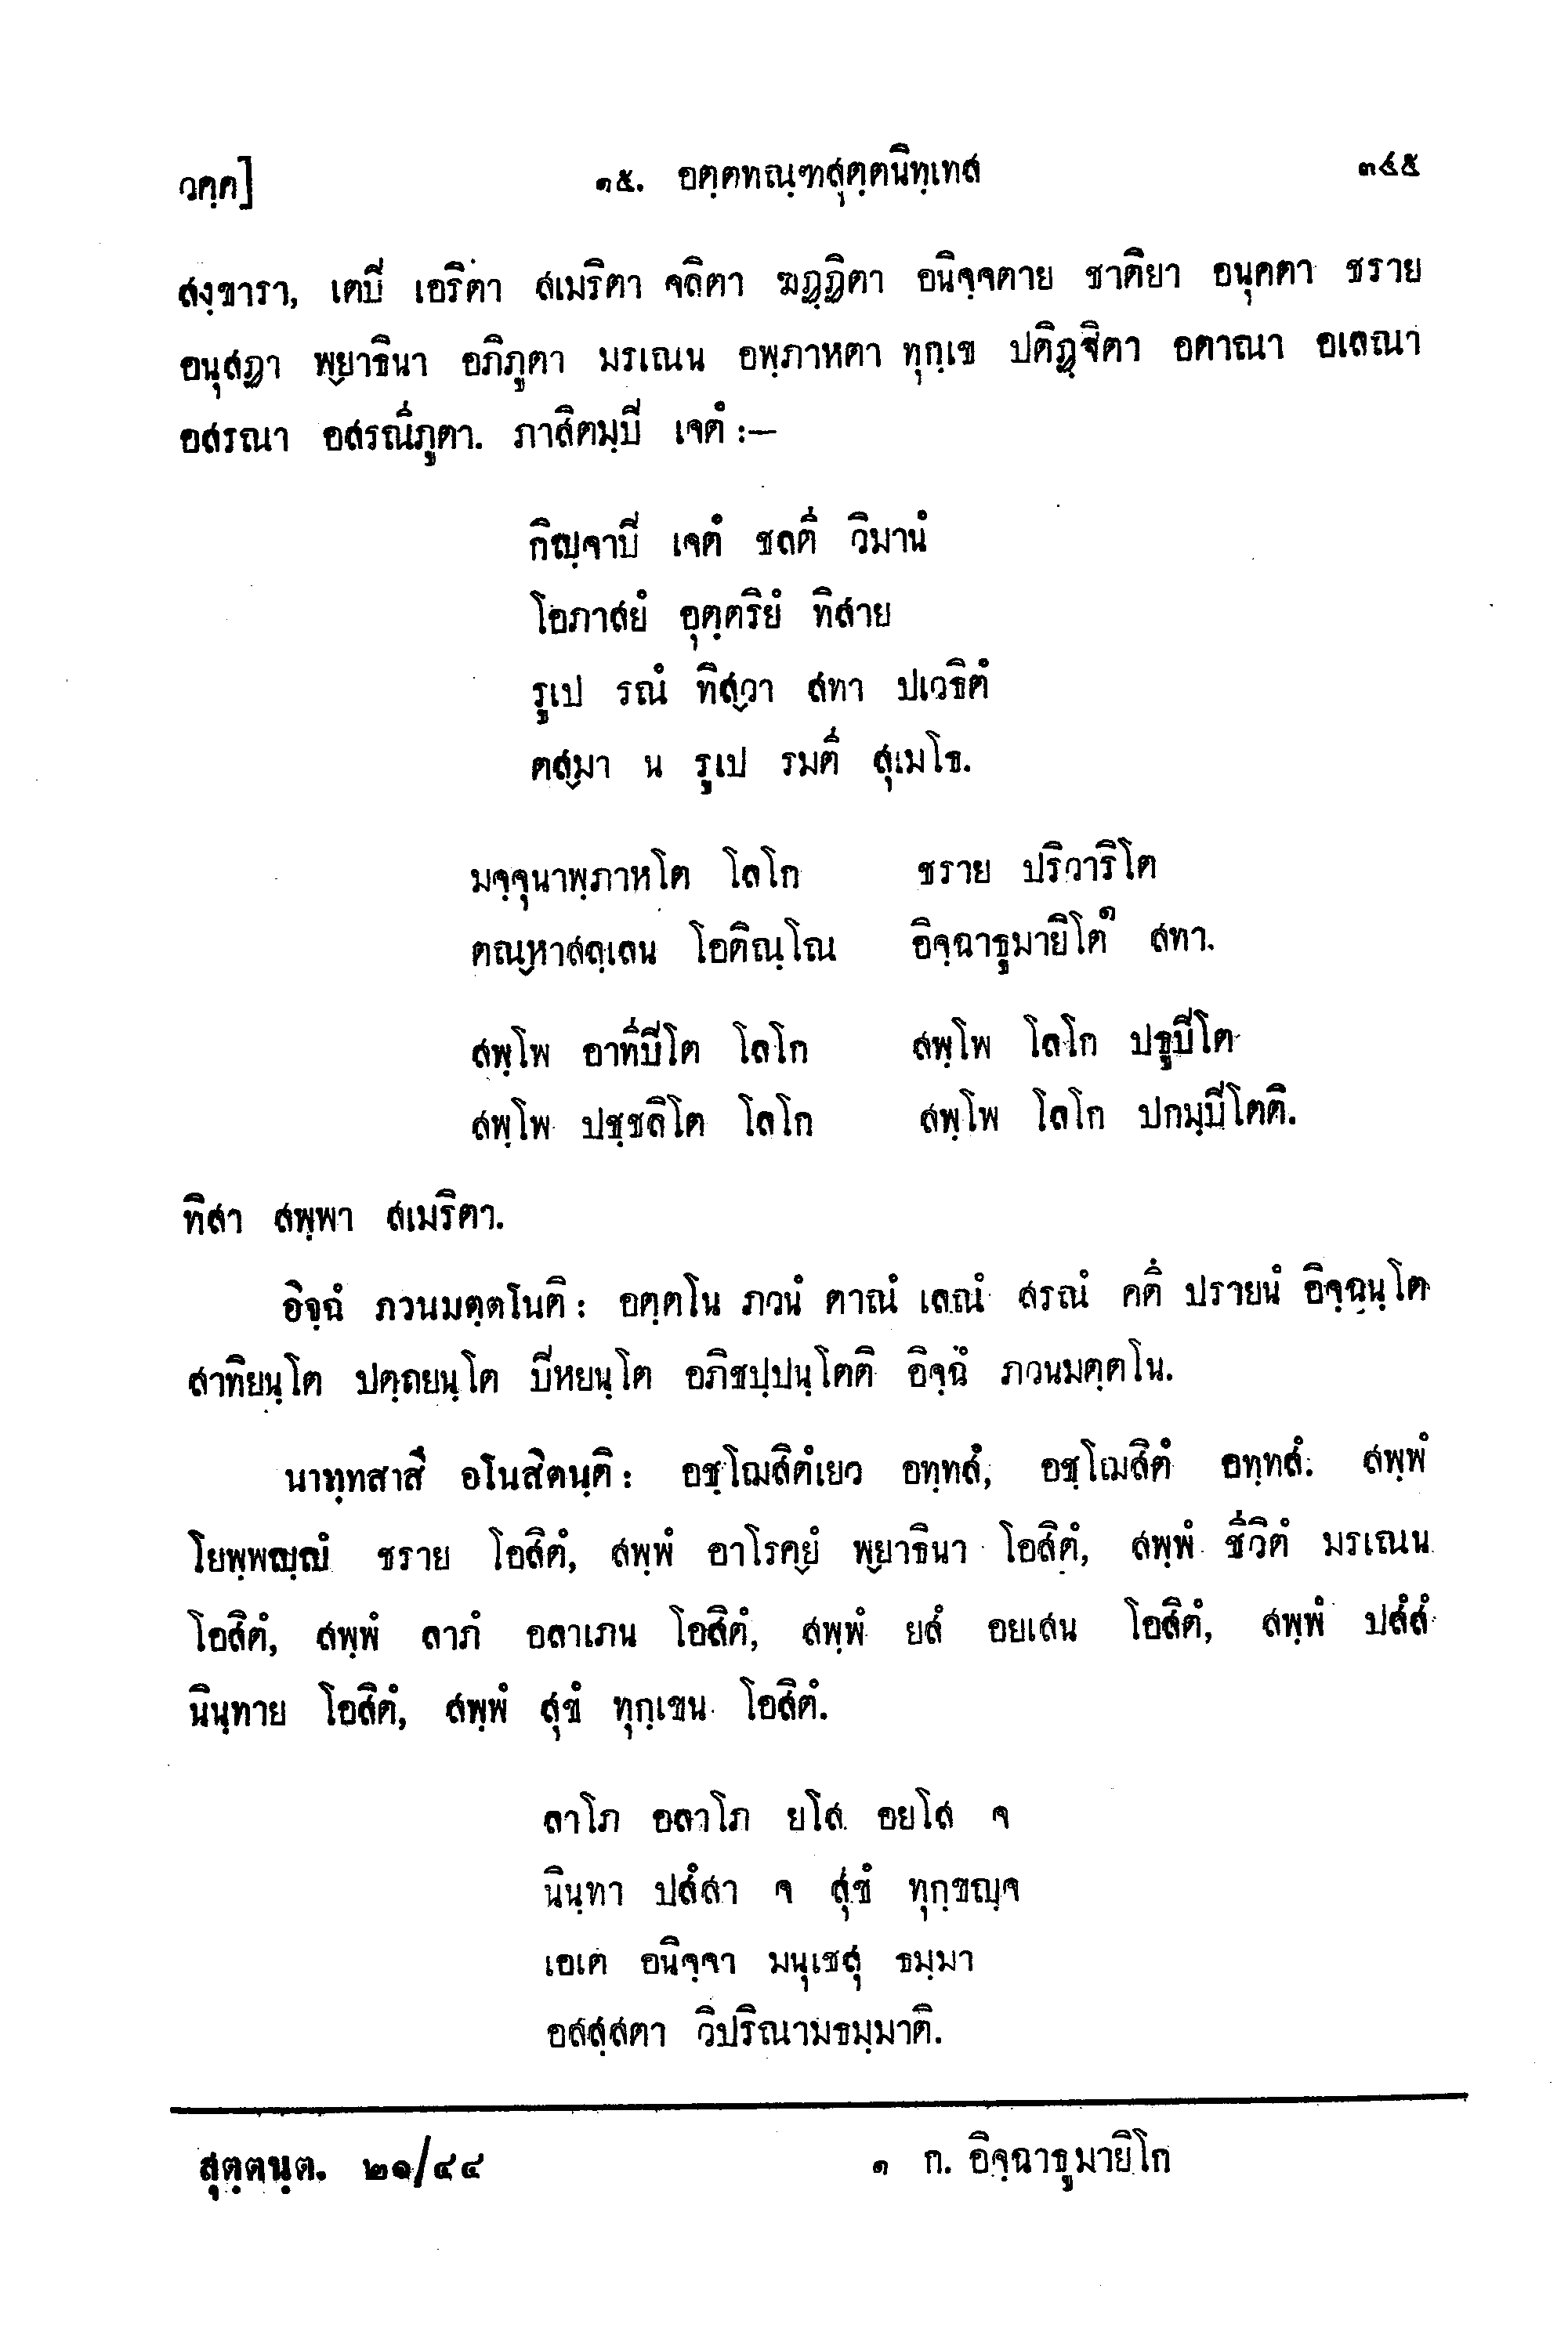 วคฺค]
๑๕. อตฺตทณฺฑสุตฺตนิทฺเทส
๓๔๕
สงฺขารา, เตปิ เอริตา สเมริตา จลิตา ฆฏฺฏิตา อนิจฺจตาย ชาติยา อนุคตา ชราย
อนุสฏา พฺยาธินา อภิภูตา มรเณน อพฺภาหตา ทุกฺเข ปติฏฺฐิตา อตาณา อเลณา
อสรณา อสรณีภูตา. ภาสิตมฺปิ เจตํ :—
กิญฺจาปิ เจตํ ชลตี วิมานํ
โอภาสยํ อุตฺตริยํ ทิสาย
รูเป รณํ ทิสฺวา สทา ปเวธิตํ
ตสฺมา น รูเป รมตี สุเมโธ.
มจฺจุนาพฺภาหโต โลโก ชราย ปริวาริโต
ตณฺหาสลฺเลน โอติณฺโณ อิจฺฉาธูมายิโต๑ สทา.
สพฺโพ อาทีปิโต โลโก สพฺโพ โลโก ปธูปิโต
สพฺโพ ปชฺชลิโต โลโก สพฺโพ โลโก ปกมฺปิโตติ.
ทิสา สพฺพา สเมริตา.
อิจฺฉํ ภวนมตฺตโนติ : อตฺตโน ภวนํ ตาณํ เลณํ สรณํ คตึ ปรายนํ อิจฺฉนฺโต
สาทิยนฺโต ปตฺถยนฺโต ปิหยนฺโต อภิชปฺปนฺโตติ อิจฺฉํ ภวนมตฺตโน.
นาทฺทสาสึ อโนสิตนฺติ : อชฺโฌสิตํเยว อทฺทสํ, อชฺโฌสิตํ อทฺทสํ. สพฺพํ
โยพฺพญฺญํ ชราย โอสิตํ, สพฺพํ อาโรคฺยํ พฺยาธินา โอสิตํ, สพฺพํ ชีวิตํ มรเณน
โอสิตํ, สพฺพํ ลาภํ อลาเภน โอสิตํ, สพฺพํ ยสํ อยเสน โอสิตํ, สพฺพํ ปสํสํ
นินฺทาย โอสิตํ, สพฺพํ สุขํ ทุกฺเขน โอสิตํ.
ลาโภ อลาโภ ยโส อยโส จ
นินฺทา ปสํสา จ สุขํ ทุกฺขญฺจ
เอเต อนิจฺจา มนุเชสุ ธมฺมา
อสสฺสตา วิปริณามธมฺมาติ.
สุตฺตนฺต. ๒๑/๔๔
๑ ก. อิจฺฉาธูมายิโก